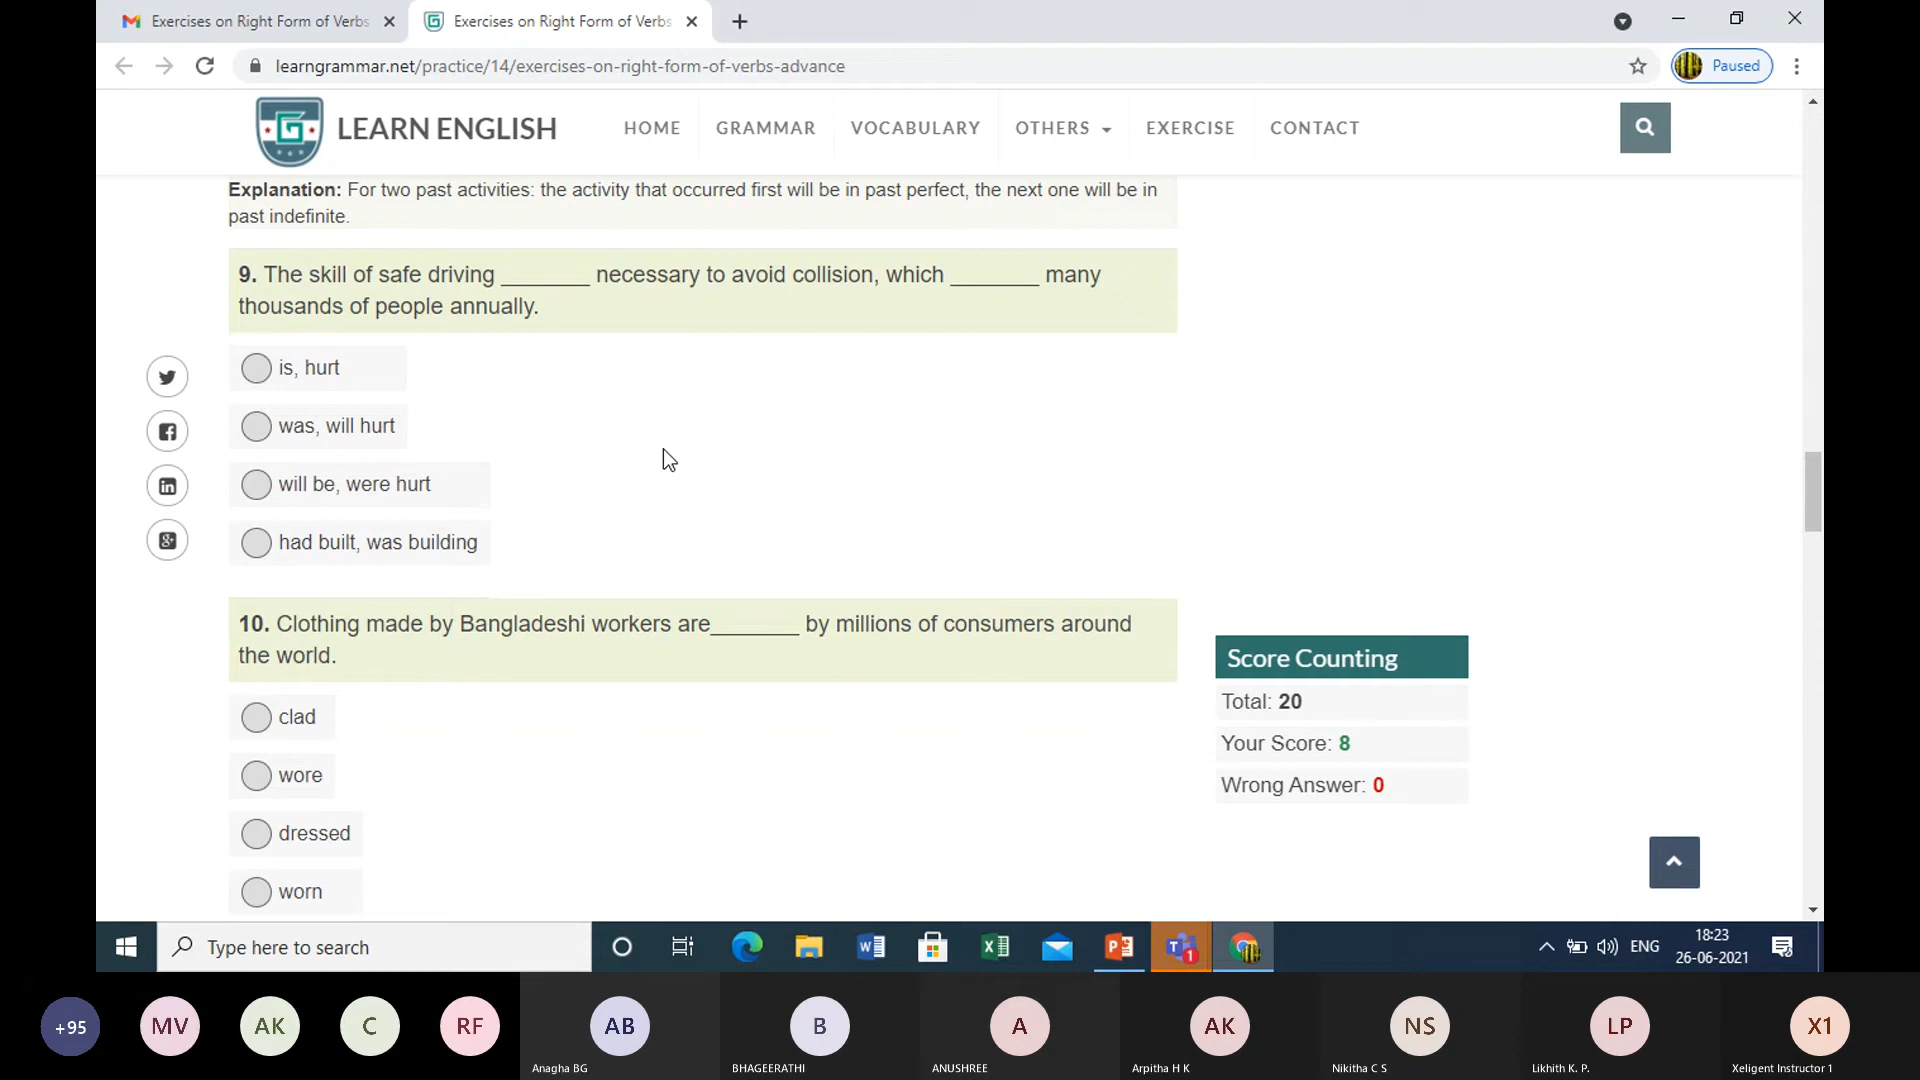 Exercises on Right Form of Verbs
Exercises on Right Form of Verbs
learngrammar.net/practice/14/exercises-on-right-form-of-verbs-advance
Paused
LEARN ENGLISH
HOME
GRAMMAR
VOCABULARY
OTHERS
EXERCISE
CONTACT
Explanation: For two past activities: the activity that occurred first will be in past perfect, the next one will be in
past indefinite.
9. The skill of safe driving _______ necessary to avoid collision, which _______ many
thousands of people annually.
is, hurt
was, will hurt
will be, were hurt
had built, was building
10. Clothing made by Bangladeshi workers are_______ by millions of consumers around
the world.
clad
wore
dressed
worn
Score Counting
Total: 20
Your Score: 8
Wrong Answer: 0
Type here to search
ENG
18:23
26-06-2021
+95
MV
AK
C
RF
AB
Anagha BG
B
BHAGEERATHI
A
ANUSHREE
AK
Arpitha H K
NS
Nikitha C S
LP
Likhith K. P.
X1
Xeligent Instructor 1